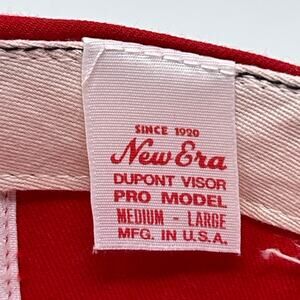 SINCE 1920
New Era
DUPONT VISOR
PRO MODEL
MEDIUM - LARGE
MFG. IN U.S.A.